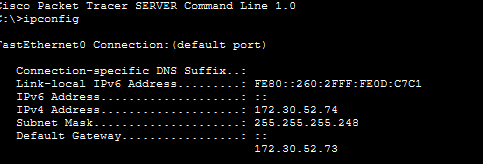 Cisco Packet Tracer SERVER Command Line 1.0
C:\>ipconfig
FastEthernet0 Connection:(default port)
Connection-specific DNS Suffix..:
Link-local IPv6 Address.........: FE80::260:2FFF:FE0D:C7C1
IPv6 Address....................: ::
IPv4 Address....................: 172.30.52.74
Subnet Mask.....................: 255.255.255.248
Default Gateway.................: ::
172.30.52.73